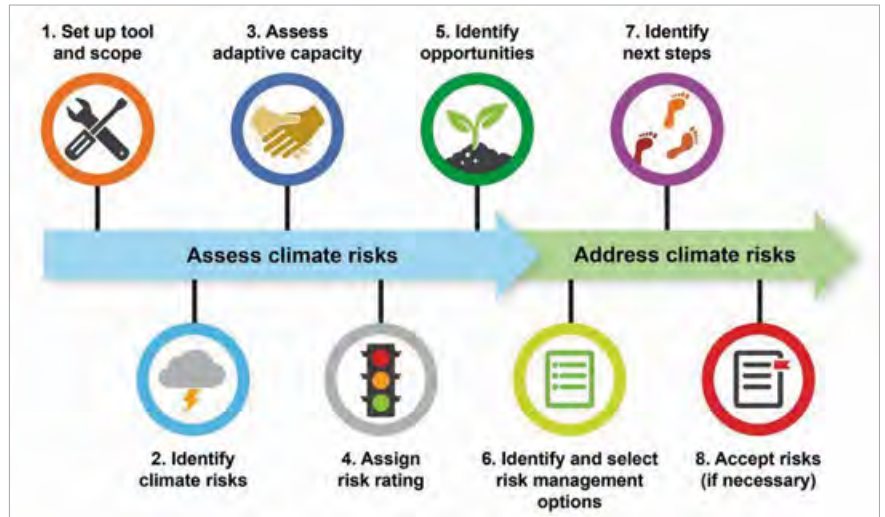 1. Set up tool
and scope
3. Assess
adaptive capacity
5. Identify
opportunities
7. Identify
next steps
Assess climate risks
Address climate risks
2. Identify
climate risks
4. Assign
risk rating
6. Identify and select
risk management
options
8. Accept risks
(if necessary)